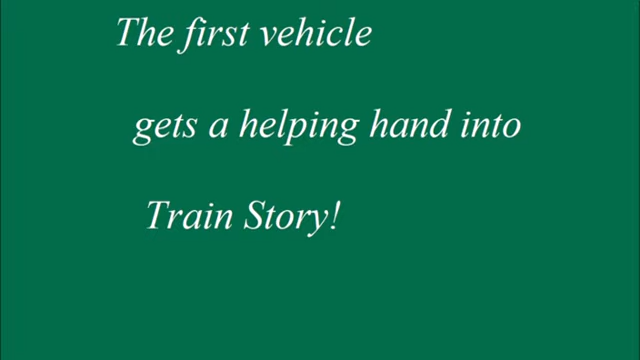 The first vehicle
gets a helping hand into
Train Story!